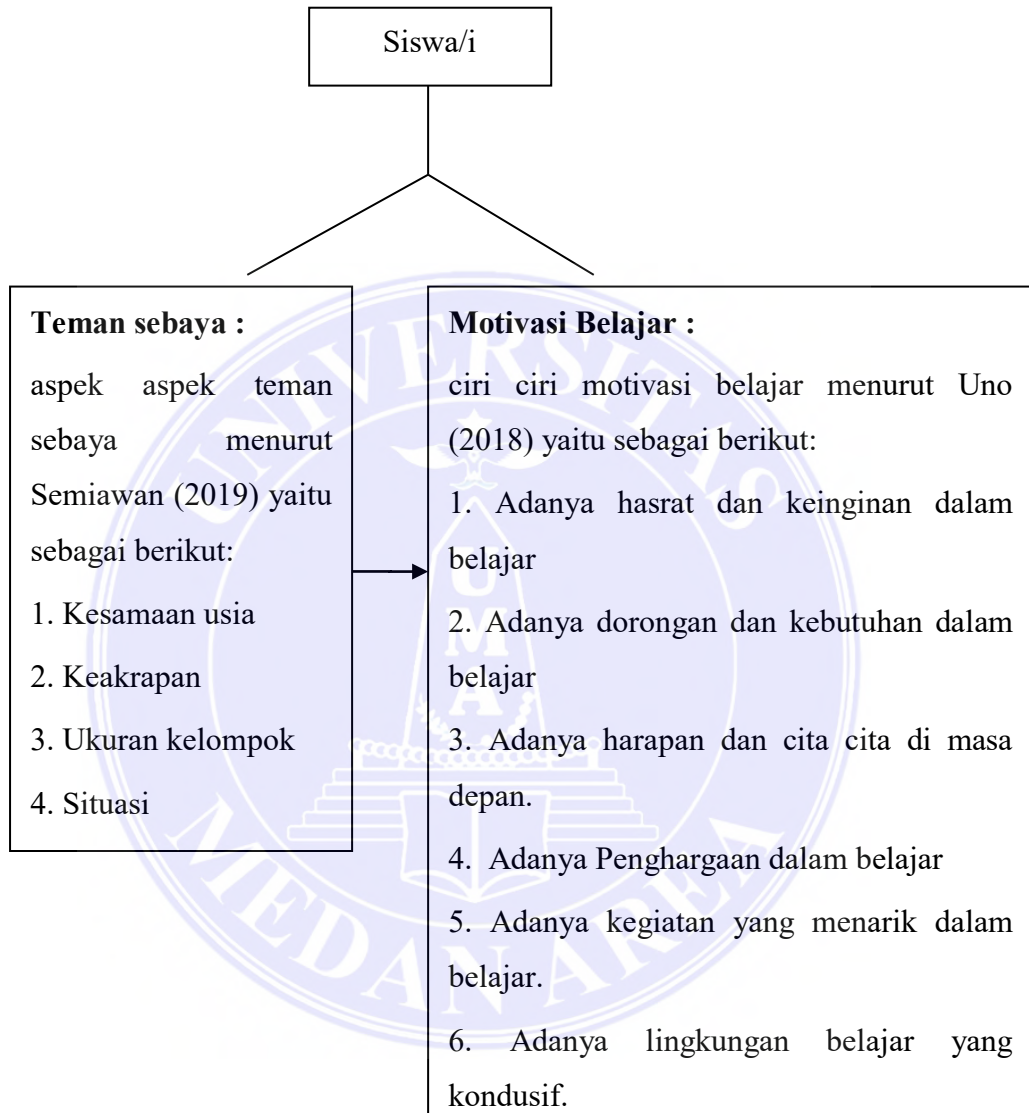 Siswa/i
Teman sebaya :
aspek aspek teman
sebaya menurut
Semiawan (2019) yaitu
sebagai berikut:
1. Kesamaan usia
2. Keakrapan
3. Ukuran kelompok
4. Situasi
Motivasi Belajar :
ciri ciri motivasi belajar menurut Uno
(2018) yaitu sebagai berikut:
1. Adanya hasrat dan keinginan dalam
belajar
2. Adanya dorongan dan kebutuhan dalam
belajar
3. Adanya harapan dan cita cita di masa
depan.
4. Adanya Penghargaan dalam belajar
5. Adanya kegiatan yang menarik dalam
belajar.
6. Adanya lingkungan belajar yang
kondusif.
UNIVERSITAS
MEDAN AREA
UMA